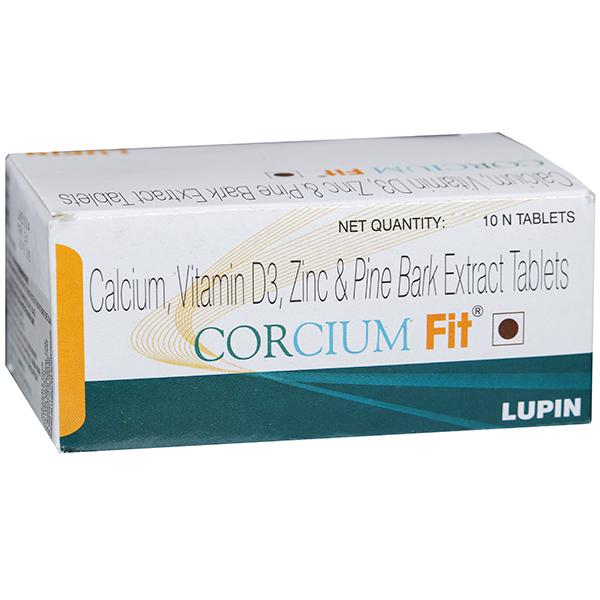 LUPIN
CORCIUM Fit
Calcium, Vitamin D3, Zinc & Pine Bark Extract Tablets
NET QUANTITY: 10 N TABLETS
Calcium, Vitamin D3, Zinc & Pine Bark Extract Tablets
CORCIUM Fit®
LUPIN